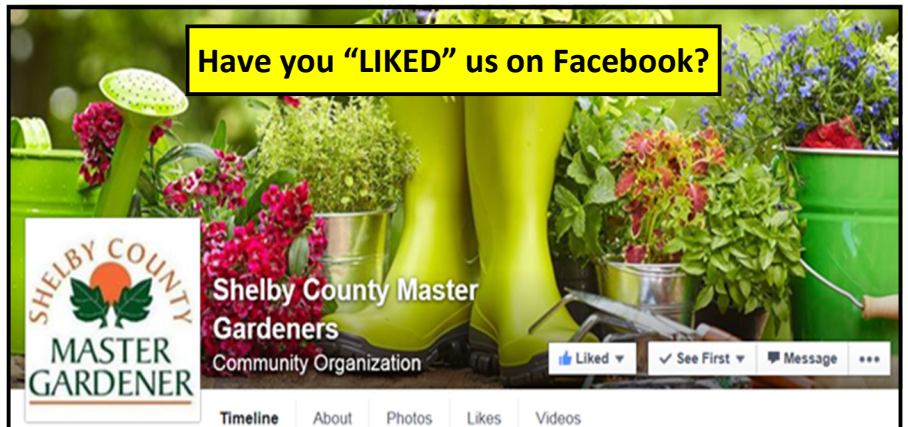 Have you “LIKED” us on Facebook?
SHELBY COUNTY
MASTER
GARDENER
Shelby County Master
Gardeners
Community Organization
Liked
See First
Message
Timeline About Photos Likes Videos